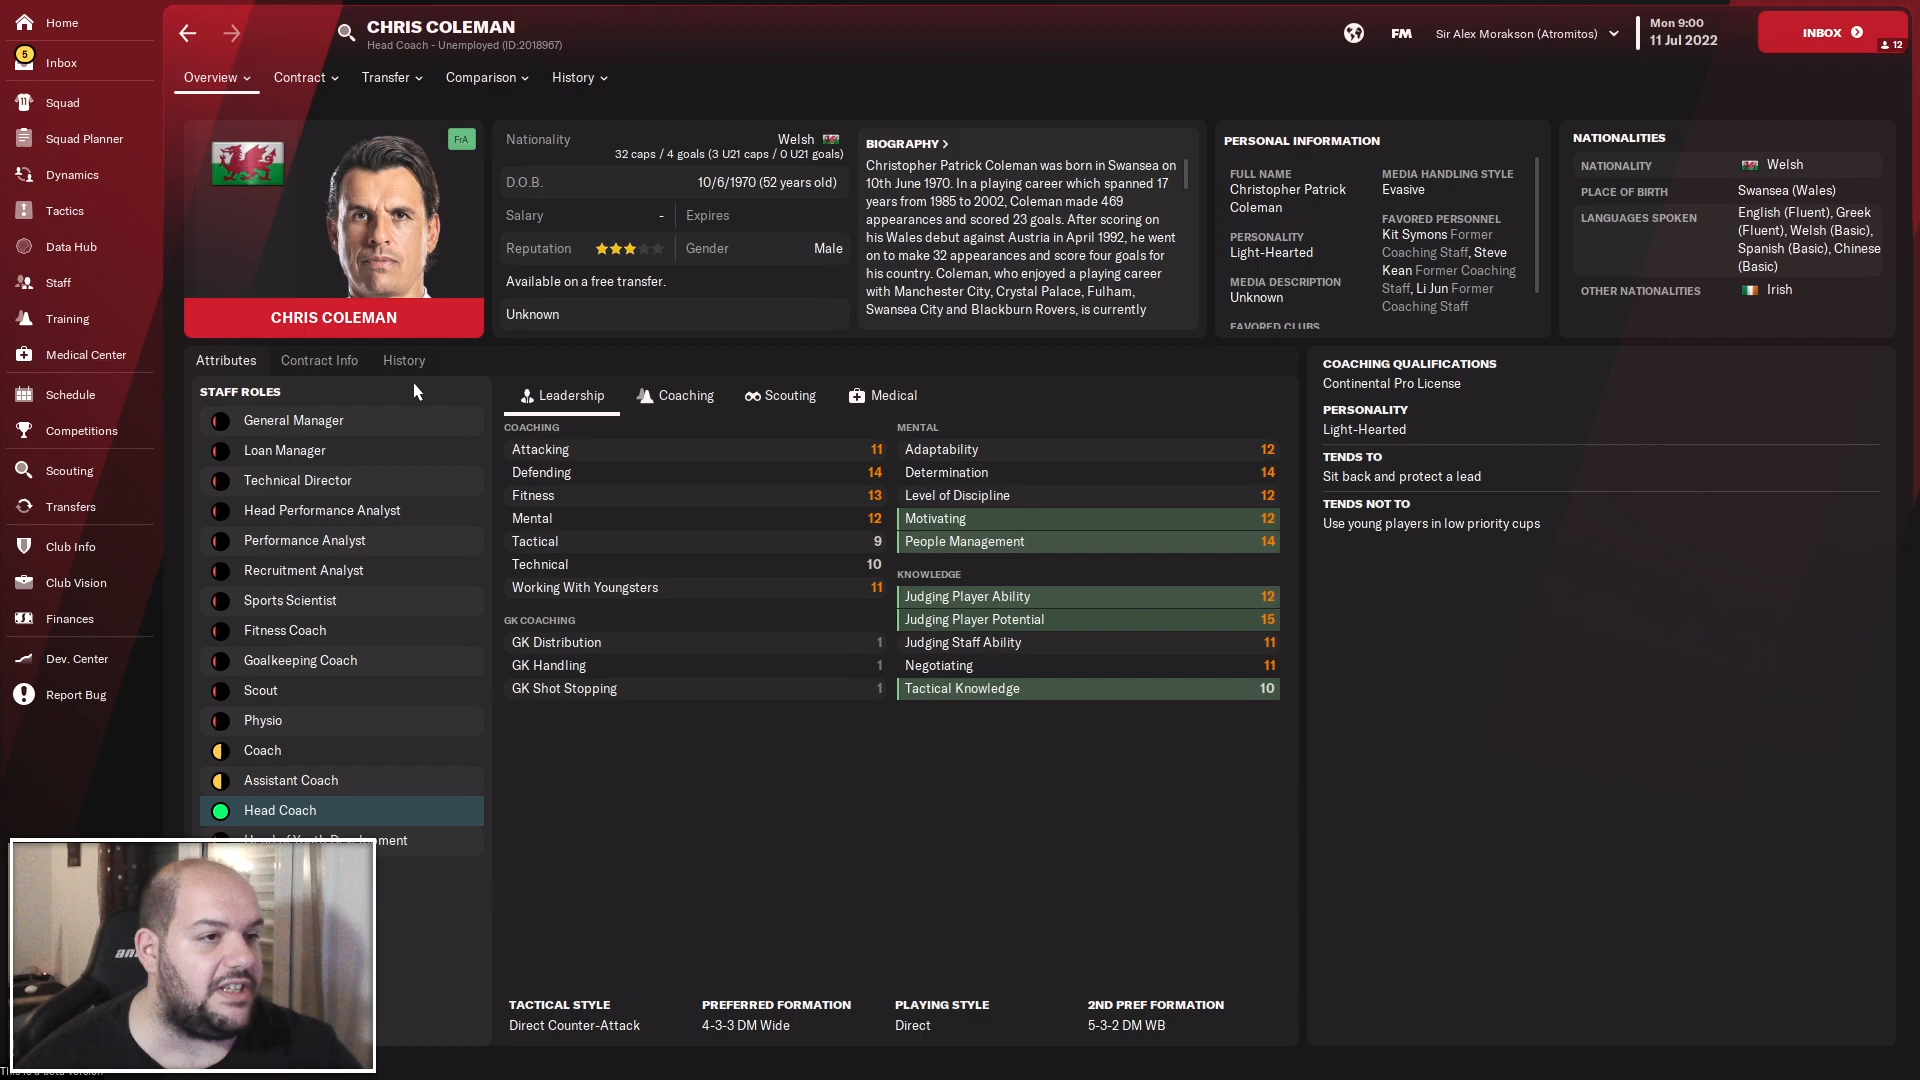 Home
5
Inbox
Squad
Squad Planner
Dynamics
Tactics
Data Hub
Staff
Training
Medical Center
Schedule
Competitions
Scouting
Transfers
Club Info
Club Vision
Finances
Dev. Center
Report Bug
CHRIS COLEMAN
Head Coach - Unemployed (ID:2018967)
FM
Sir Alex Morakson (Atromitos)
Mon 9:00
11 Jul 2022
INBOX
12
Overview
Contract
Transfer
Comparison
History
FrA
CHRIS COLEMAN
Nationality Welsh
32 caps / 4 goals (3 U21 caps / 0 U21 goals)
D.O.B. 10/6/1970 (52 years old)
Salary - Expires
Reputation Gender Male
Available on a free transfer.
Unknown
BIOGRAPHY
Christopher Patrick Coleman was born in Swansea on
10th June 1970. In a playing career which spanned 17
years from 1985 to 2002, Coleman made 469
appearances and scored 23 goals. After scoring on
his Wales debut against Austria in April 1992, he went
on to make 32 appearances and score four goals for
his country. Coleman, who enjoyed a playing career
with Manchester City, Crystal Palace, Fulham,
Swansea City and Blackburn Rovers, is currently
PERSONAL INFORMATION
FULL NAME
Christopher Patrick
Coleman
PERSONALITY
Light-Hearted
MEDIA DESCRIPTION
Unknown
FAVORED CLUBS
MEDIA HANDLING STYLE
Evasive
FAVORED PERSONNEL
Kit Symons Former
Coaching Staff, Steve
Kean Former Coaching
Staff, Li Jun Former
Coaching Staff
NATIONALITIES
NATIONALITY Welsh
PLACE OF BIRTH Swansea (Wales)
LANGUAGES SPOKEN English (Fluent), Greek
(Fluent), Welsh (Basic),
Spanish (Basic), Chinese
(Basic)
OTHER NATIONALITIES Irish
Attributes
Contract Info
History
STAFF ROLES
General Manager
Loan Manager
Technical Director
Head Performance Analyst
Performance Analyst
Recruitment Analyst
Sports Scientist
Fitness Coach
Goalkeeping Coach
Scout
Physio
Coach
Assistant Coach
Head Coach
Head of Youth Development
Leadership
Coaching
Scouting
Medical
COACHING
Attacking 11
Defending 14
Fitness 13
Mental 12
Tactical 9
Technical 10
Working With Youngsters 11
GK COACHING
GK Distribution 1
GK Handling 1
GK Shot Stopping 1
MENTAL
Adaptability 12
Determination 14
Level of Discipline 12
Motivating 12
People Management 14
KNOWLEDGE
Judging Player Ability 12
Judging Player Potential 15
Judging Staff Ability 11
Negotiating 11
Tactical Knowledge 10
TACTICAL STYLE
Direct Counter-Attack
PREFERRED FORMATION
4-3-3 DM Wide
PLAYING STYLE
Direct
2ND PREF FORMATION
5-3-2 DM WB
COACHING QUALIFICATIONS
Continental Pro License
PERSONALITY
Light-Hearted
TENDS TO
Sit back and protect a lead
TENDS NOT TO
Use young players in low priority cups